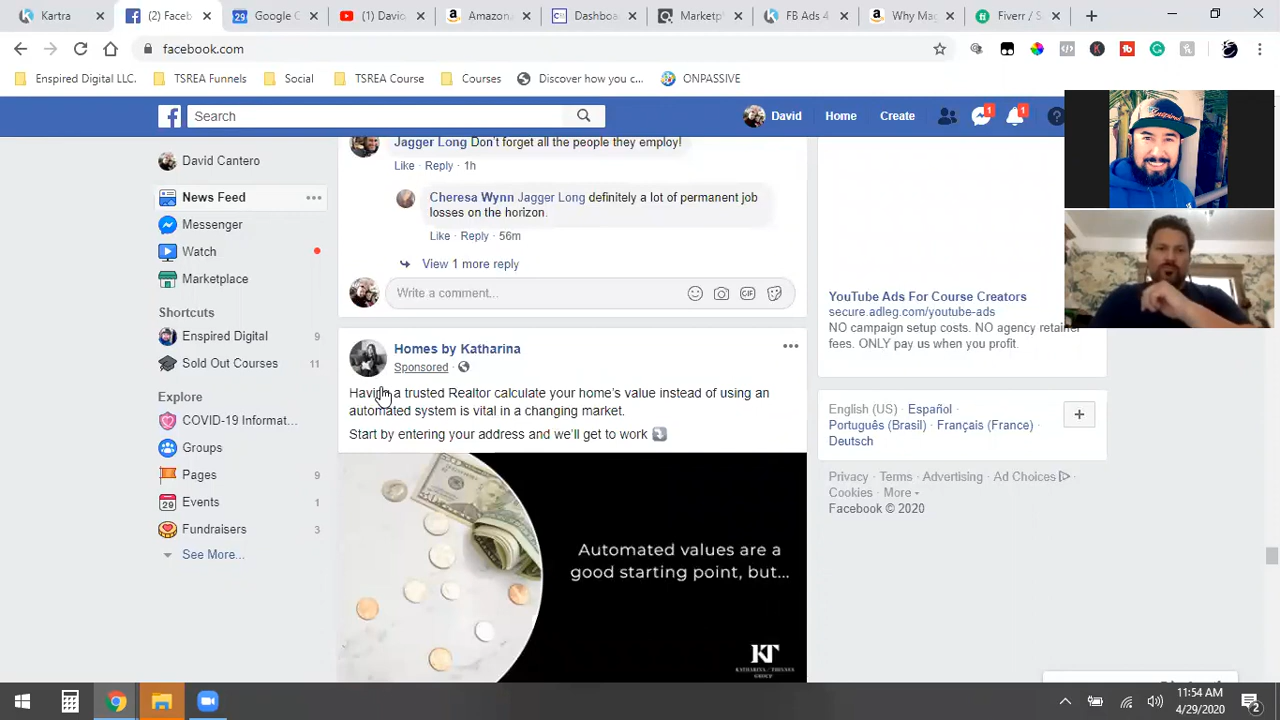 Kartra
(2) Faceb
Google C
(1) David
Amazon
Dashboa
Marketpl
FB Ads 4
Why Mag
Fiverr / S
facebook.com
Enspired Digital LLC.
TSREA Funnels
Social
TSREA Course
Courses
Discover how you c...
ONPASSIVE
Search
David
Home
Create
1
1
David Cantero
News Feed
Messenger
Watch
Marketplace
Shortcuts
Enspired Digital 9
Sold Out Courses 11
Explore
COVID-19 Informat...
Groups
Pages 9
Events 1
Fundraisers 3
See More...
Jagger Long Don't forget all the people they employ!
Like · Reply · 1h
Cheresa Wynn Jagger Long definitely a lot of permanent job
losses on the horizon.
Like · Reply · 56m
View 1 more reply
Write a comment...
GIF
Homes by Katharina
Sponsored ·
Having a trusted Realtor calculate your home's value instead of using an
automated system is vital in a changing market.
Start by entering your address and we'll get to work
Automated values are a
good starting point, but...
KT
GROUP
YouTube Ads For Course Creators
secure.adleg.com/youtube-ads
NO campaign setup costs. NO agency retainer
fees. ONLY pay us when you profit.
English (US) · Español ·
Português (Brasil) · Français (France) ·
Deutsch
Privacy · Terms · Advertising · Ad Choices ·
Cookies · More
Facebook © 2020
11:54 AM
4/29/2020
2